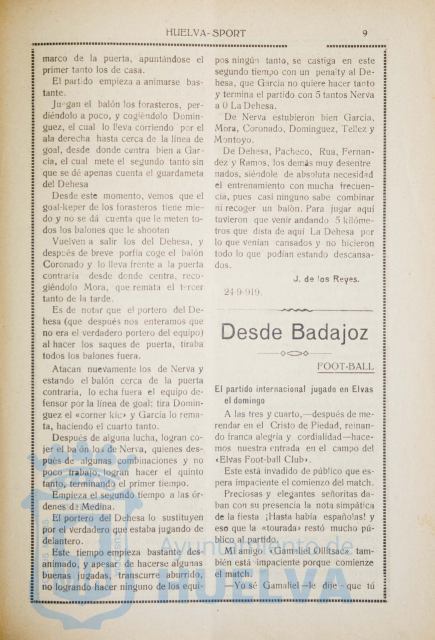 HUELVA-SPORT
9
marco de la puerta, apuntándose el
primer tanto los de casa.
El partido empieza a animarse bas-
tante.
Juegan el balón los forasteros, per-
diéndolo a poco, y cogiéndolo Domín-
guez, el cual lo lleva corriendo por el
ala derecha hasta cerca de la línea de
goal, desde donde centra bien a Gar-
cía, el cual mete el segundo tanto sin
que se dé apenas cuenta el guardameta
del Dehesa
Desde este momento, vemos que el
goal-keper de los forasteros tiene mie-
do y no se dá cuenta que le meten to-
dos los balones que le shootan
Vuelven a salir los del Dehesa, y
después de breve porfía coge el balón
Coronado y lo lleva frente a la puerta
contraria desde donde centra, reco-
giéndolo Mora, que remata el tercer
tanto de la tarde.
Es de notar que el portero del De-
hesa (que después nos enteramos que
no era el verdadero portero del equipo)
al hacer los saques de puerta, tiraba
todos los balones fuera.
Atacan nuevamente los de Nerva y
estando el balón cerca de la puerta
contraria, lo echa fuera el equipo de-
fensor por la línea de goal; tira Domín-
guez el «corner kic» y García lo rema-
ta, haciendo el cuarto tanto.
Después de alguna lucha, logran co-
jer el balón los de Nerva, quienes des-
pués de algunas combinaciones y no
poco trabajo, logran hacer el quinto
tanto, terminando el primer tiempo.
Empieza el segundo tiempo a las ór-
denes de Medina.
El portero del Dehesa lo sustituyen
por el verdadero que estaba jugando de
delantero.
Este tiempo empieza bastante des-
animado, y apesar de hacerse algunas
buenas jugadas, transcurre aburrido,
no logrando hacer ninguno de los equi-
pos ningún tanto, se castiga en este
segundo tiempo con un penalty al De-
hesa, que García no quiere hacer tanto
y termina el partido con 5 tantos Nerva
a 0 La Dehesa.
De Nerva estubieron bien García,
Mora, Coronado, Domínguez, Tellez y
Montoyo.
De Dehesa, Pacheco, Rua, Fernan-
dez y Ramos, los demás muy desentre
nados, siéndole de absoluta necesidad
el entrenamiento con mucha frecuen-
cia, pues casi ninguno sabe combinar
ni recoger un balón. Para jugar aquí
tuvieron que venir andando 5 kilóme-
tros que dista de aquí La Dehesa por
lo que venían cansados y no hicieron
todo lo que podían estando descansa-
dos.
J. de los Reyes.
24-9-919.
Desde Badajoz
FOOT-BALL
El partido internacional jugado en Elvas
el domingo
A las tres y cuarto,—después de me-
rendar en el Cristo de Piedad, reinan-
do franca alegría y cordialidad—hace-
mos nuestra entrada en el campo del
«Elvas Foot-ball Club».
Este está invadido de público que es-
pera impaciente el comienzo del match.
Preciosas y elegantes señoritas da-
ban con su presencia la nota simpática
de la fiesta ¡Hasta había españolas! y
eso que la «tourada» restó mucho pú-
blico al partido.
Mi amigo «Gamaliel Ollitsac», tam-
bién está impaciente porque comienze
el match.
—Yo sé Gamaliel—le dije—que tú
Ayuntamiento de
HUELVA